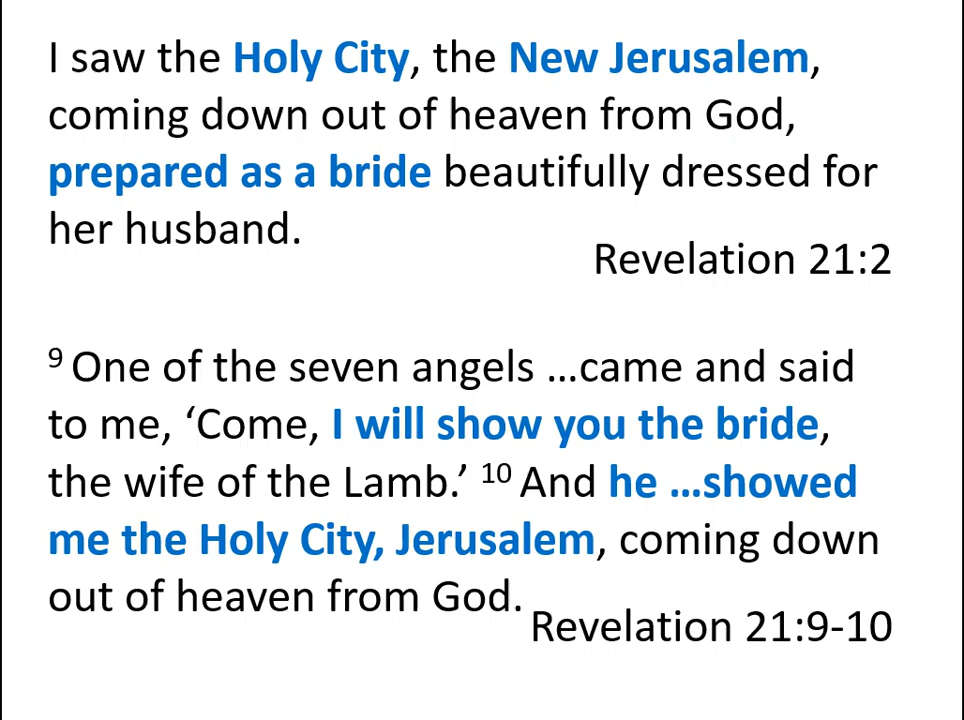 I saw the Holy City, the New Jerusalem,
coming down out of heaven from God,
prepared as a bride beautifully dressed for
her husband.
Revelation 21:2
⁹ One of the seven angels …came and said
to me, ‘Come, I will show you the bride,
the wife of the Lamb.’ ¹⁰ And he …showed
me the Holy City, Jerusalem, coming down
out of heaven from God.
Revelation 21:9-10